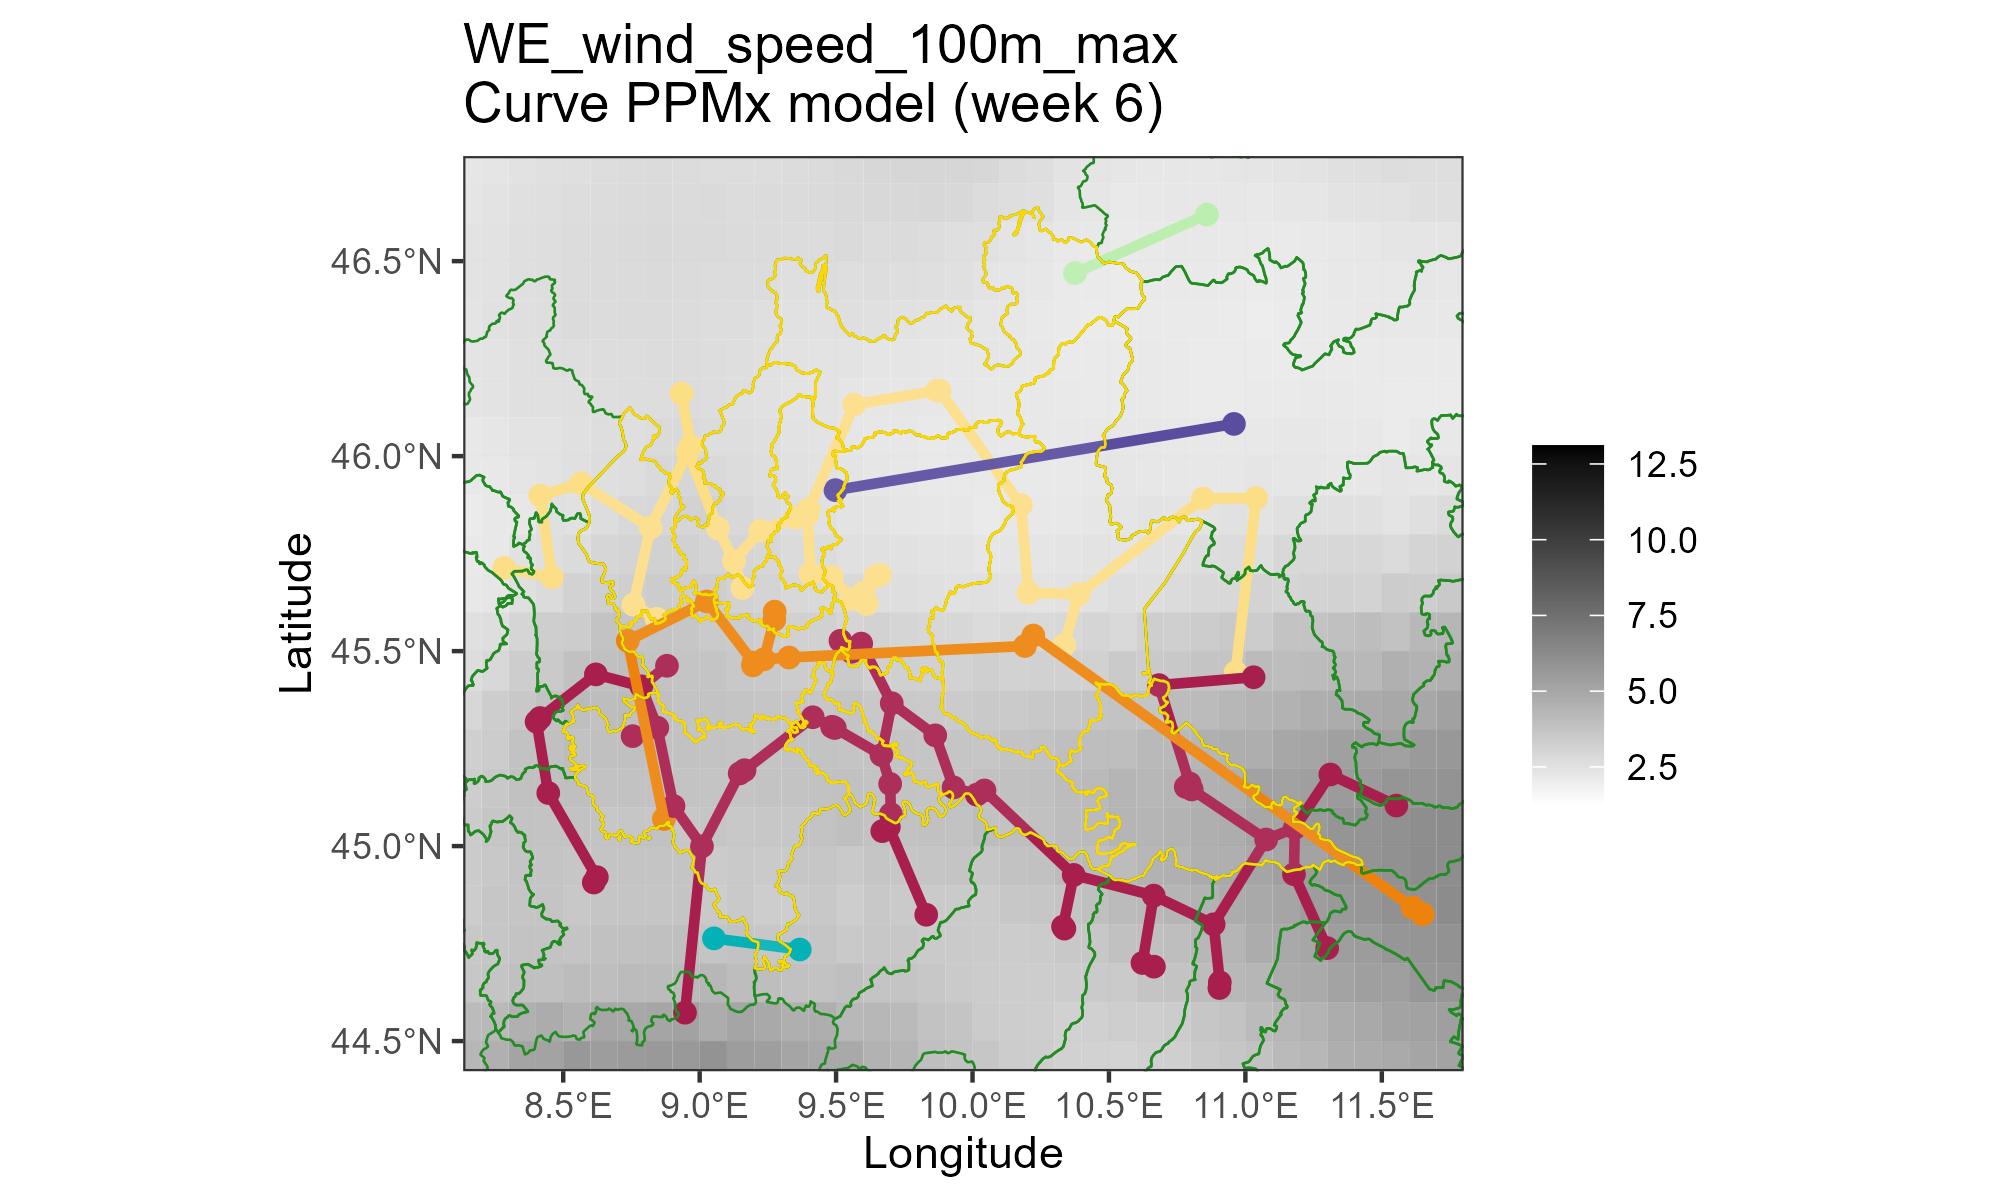 WE_wind_speed_100m_max
Curve PPMx model (week 6)
Latitude
46.5°N
46.0°N
45.5°N
45.0°N
44.5°N
8.5°E 9.0°E 9.5°E 10.0°E 10.5°E 11.0°E 11.5°E
Longitude
12.5
10.0
7.5
5.0
2.5